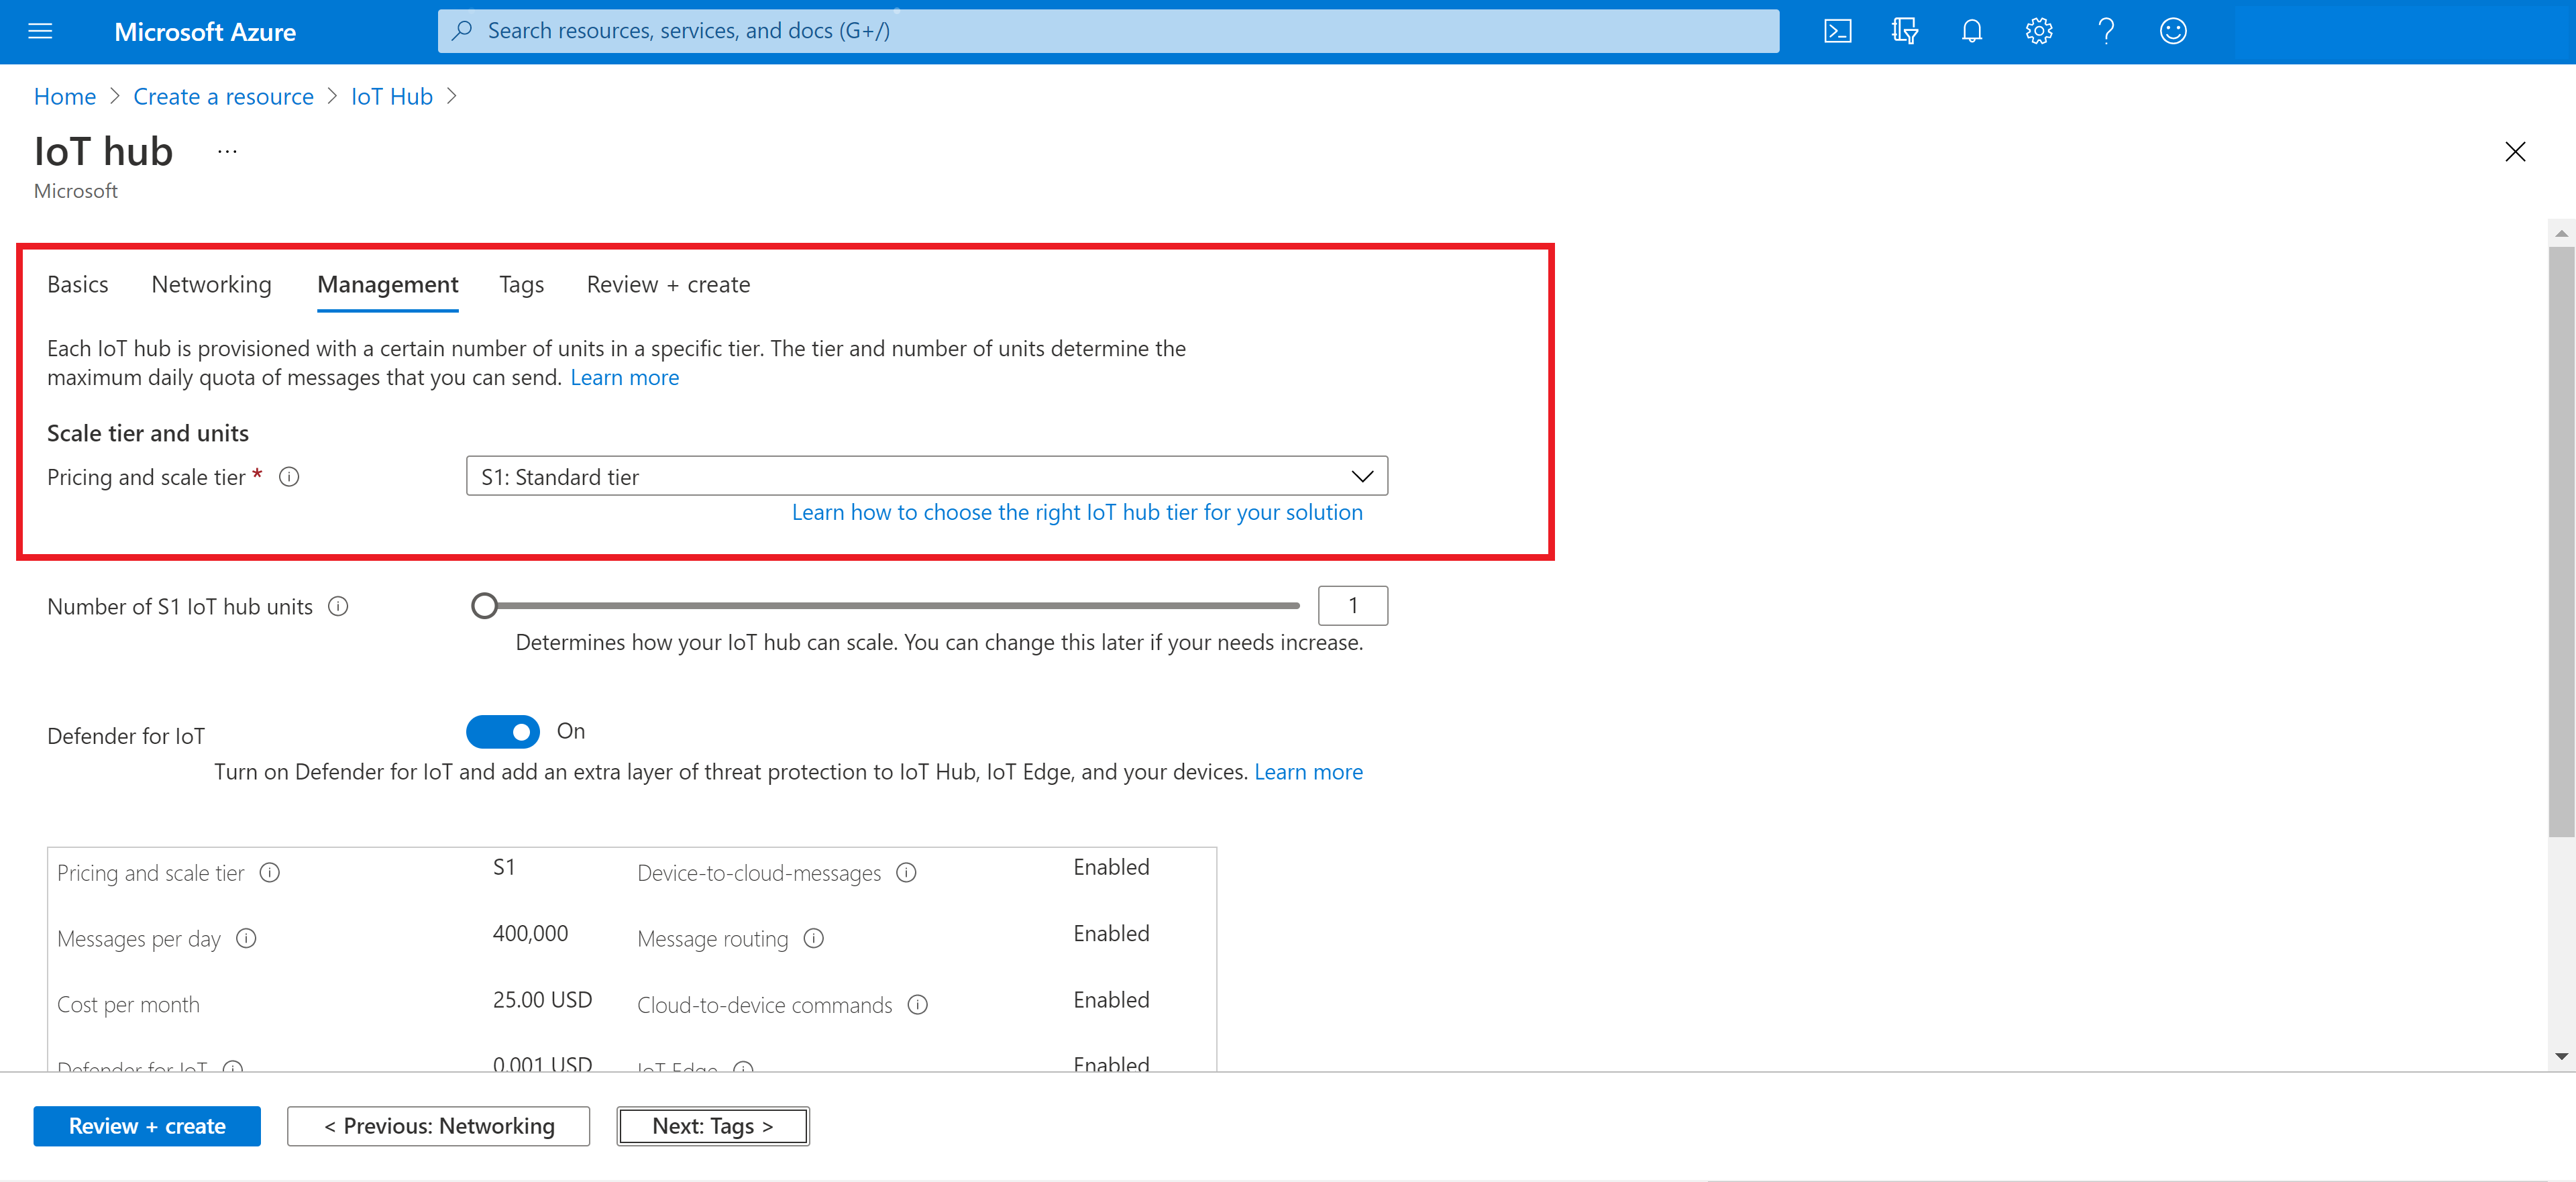 Microsoft Azure
Search resources, services, and docs (G+/)
Home > Create a resource > IoT Hub >
IoT hub ...
Microsoft
Basics Networking Management Tags Review + create
Each IoT hub is provisioned with a certain number of units in a specific tier. The tier and number of units determine the
maximum daily quota of messages that you can send. Learn more
Scale tier and units
Pricing and scale tier *
S1: Standard tier
Learn how to choose the right IoT hub tier for your solution
Number of S1 IoT hub units
1
Determines how your IoT hub can scale. You can change this later if your needs increase.
Defender for IoT
On
Turn on Defender for IoT and add an extra layer of threat protection to IoT Hub, IoT Edge, and your devices. Learn more
Pricing and scale tier S1 Device-to-cloud-messages Enabled
Messages per day 400,000 Message routing Enabled
Cost per month 25.00 USD Cloud-to-device commands Enabled
Defender for IoT 0.001 USD IoT Edge Enabled
Review + create < Previous: Networking Next: Tags >